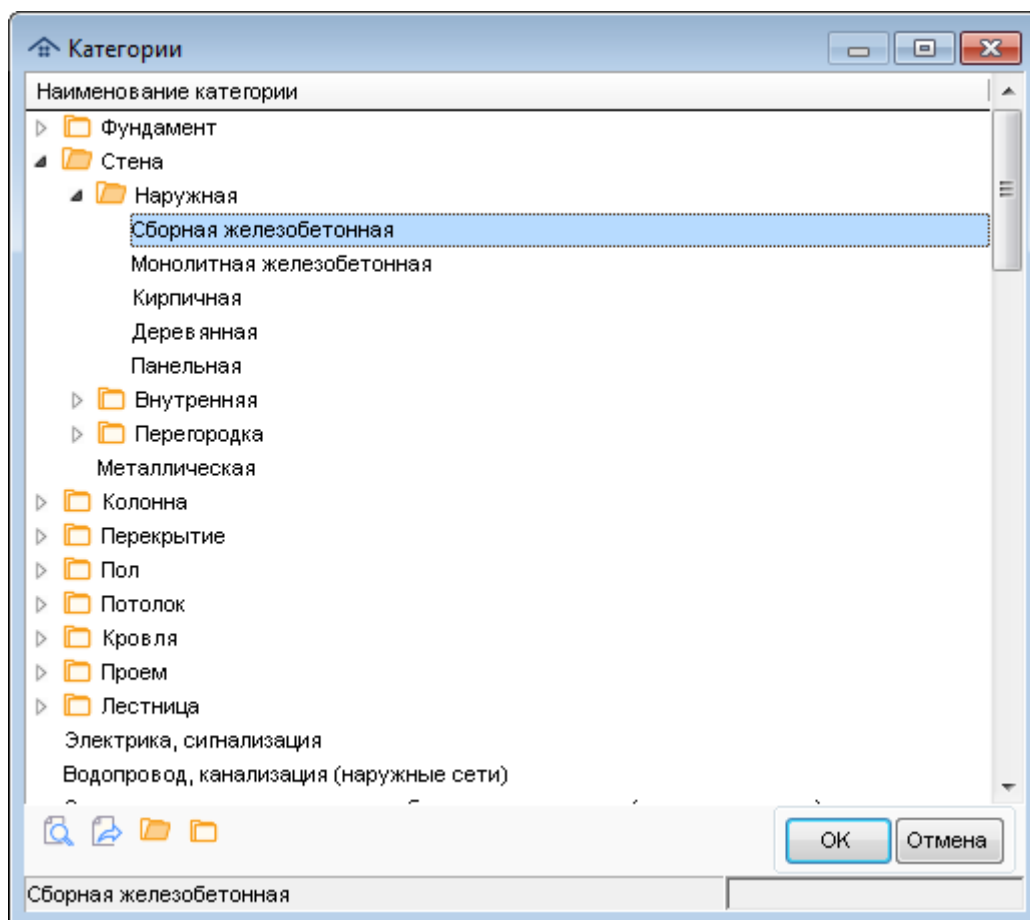 Категории
Наименование категории
Фундамент
Стена
Наружная
Сборная железобетонная
Монолитная железобетонная
Кирпичная
Деревянная
Панельная
Внутренняя
Перегородка
Металлическая
Колонна
Перекрытие
Пол
Потолок
Кровля
Проем
Лестница
Электрика, сигнализация
Водопровод, канализация (наружные сети)
ОК
Отмена
Сборная железобетонная